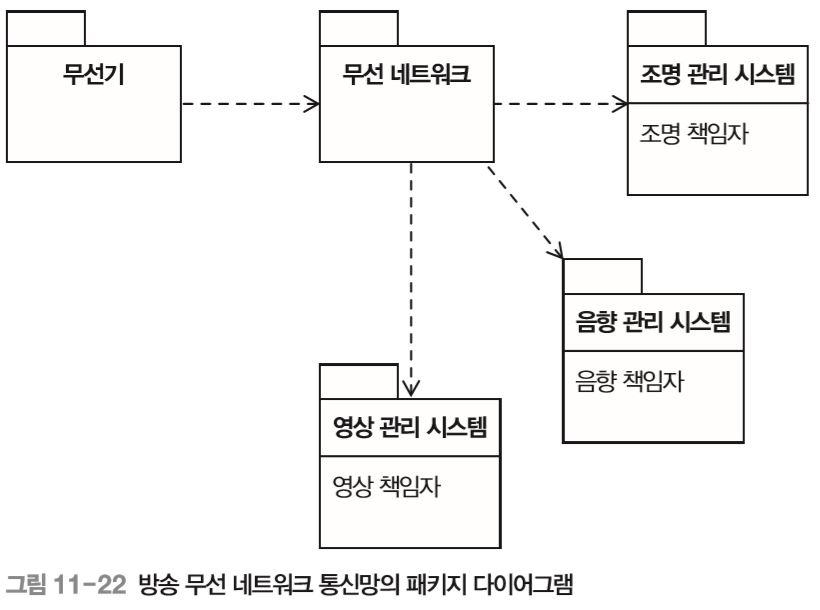 무선기
무선 네트워크
조명 관리 시스템
조명 책임자
음향 관리 시스템
음향 책임자
영상 관리 시스템
영상 책임자
그림 11-22 방송 무선 네트워크 통신망의 패키지 다이어그램